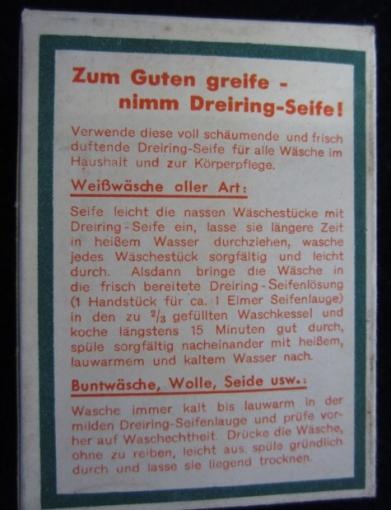 Zum Guten greife -
nimm Dreiring-Seife!
Verwende diese voll schäumende und frisch
duftende Dreiring-Seife für alle Wäsche im
Haushalt und zur Körperpflege.
Weißwäsche aller Art:
Seife leicht die nassen Wäschestücke mit
Dreiring-Seife ein, lasse sie längere Zeit
in heißem Wasser durchziehen, wasche
jedes Wäschestück sorgfältig und leicht
durch. Alsdann bringe die Wäsche in
die frisch bereitete Dreiring-Seifenlösung
(1 Handstück für ca. 1 Eimer Seifenlauge)
in den zu 2/3 gefüllten Waschkessel und
koche längstens 15 Minuten gut durch,
spüle sorgfältig nacheinander mit heißem,
lauwarmem und kaltem Wasser nach.
Buntwäsche, Wolle, Seide usw.:
Wasche immer kalt bis lauwarm in der
milden Dreiring-Seifenlauge und prüfe vor-
her auf Waschechtheit. Drücke die Wäsche,
ohne zu reiben, leicht aus, spüle gründlich
durch und lasse sie liegend trocknen.